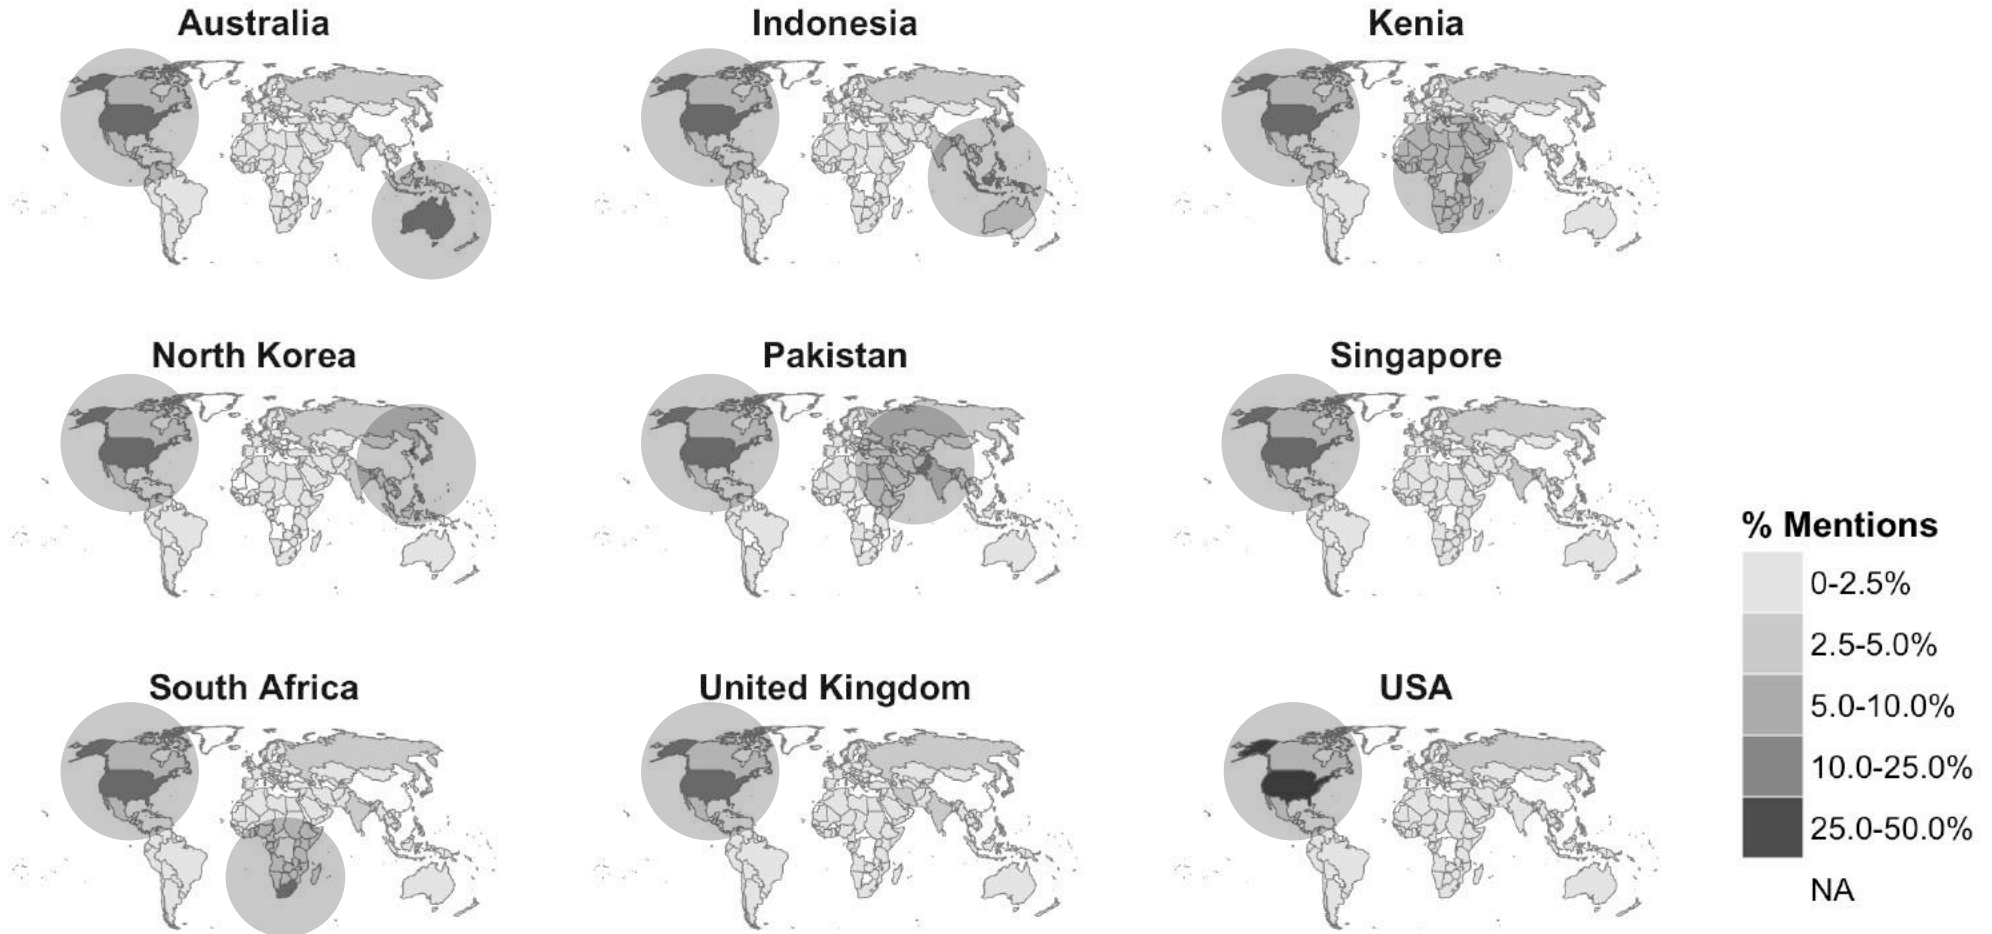 Australia
Indonesia
Kenia
North Korea
Pakistan
Singapore
South Africa
United Kingdom
USA
% Mentions
0-2.5%
2.5-5.0%
5.0-10.0%
10.0-25.0%
25.0-50.0%
NA